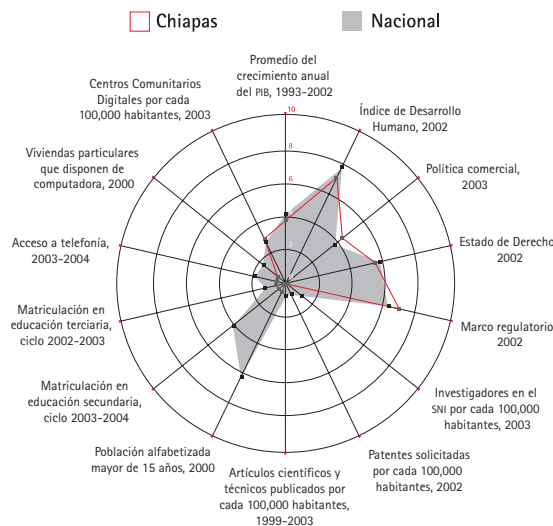 Chiapas
Nacional
Promedio del
crecimiento anual
del PIB, 1993-2002
Índice de Desarrollo
Humano, 2002
Política comercial,
2003
Estado de Derecho
2002
Marco regulatorio
2002
Investigadores en el
SNI por cada 100,000
habitantes, 2003
Patentes solicitadas
por cada 100,000
habitantes, 2002
Artículos científicos y
técnicos publicados por
cada 100,000 habitantes,
1999-2003
Población alfabetizada
mayor de 15 años, 2000
Matriculación en
educación secundaria,
ciclo 2003-2004
Matriculación en
educación terciaria,
ciclo 2002-2003
Acceso a telefonía,
2003-2004
Viviendas particulares
que disponen de
computadora, 2000
Centros Comunitarios
Digitales por cada
100,000 habitantes, 2003
10
8
6
2